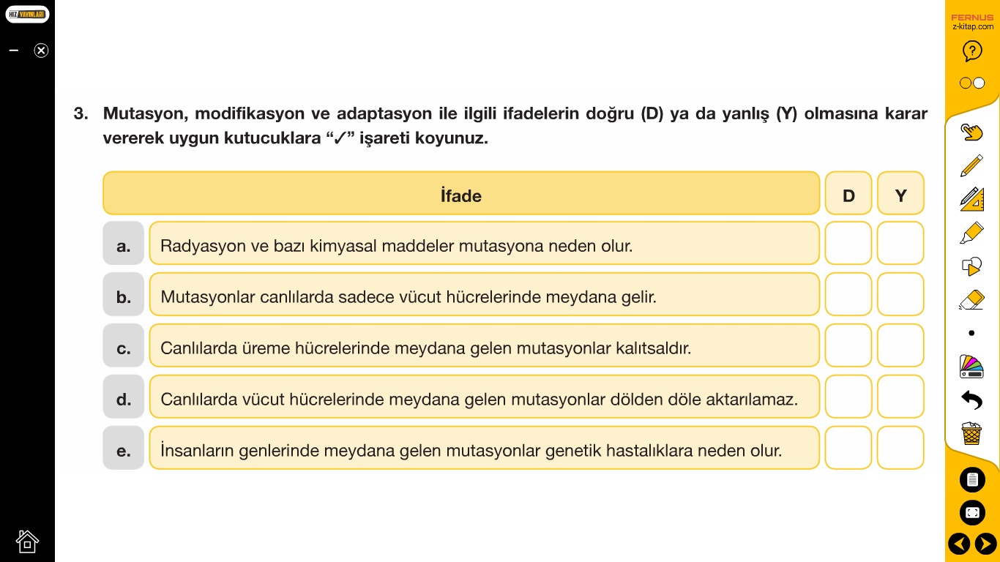 HIZ YAYINLARI
FERNUS
z-kitap.com
3. Mutasyon, modifikasyon ve adaptasyon ile ilgili ifadelerin doğru (D) ya da yanlış (Y) olmasına karar
vererek uygun kutucuklara “✓” işareti koyunuz.
İfade D Y
a. Radyasyon ve bazı kimyasal maddeler mutasyona neden olur.
b. Mutasyonlar canlılarda sadece vücut hücrelerinde meydana gelir.
c. Canlılarda üreme hücrelerinde meydana gelen mutasyonlar kalıtsaldır.
d. Canlılarda vücut hücrelerinde meydana gelen mutasyonlar dölden döle aktarılamaz.
e. İnsanların genlerinde meydana gelen mutasyonlar genetik hastalıklara neden olur.